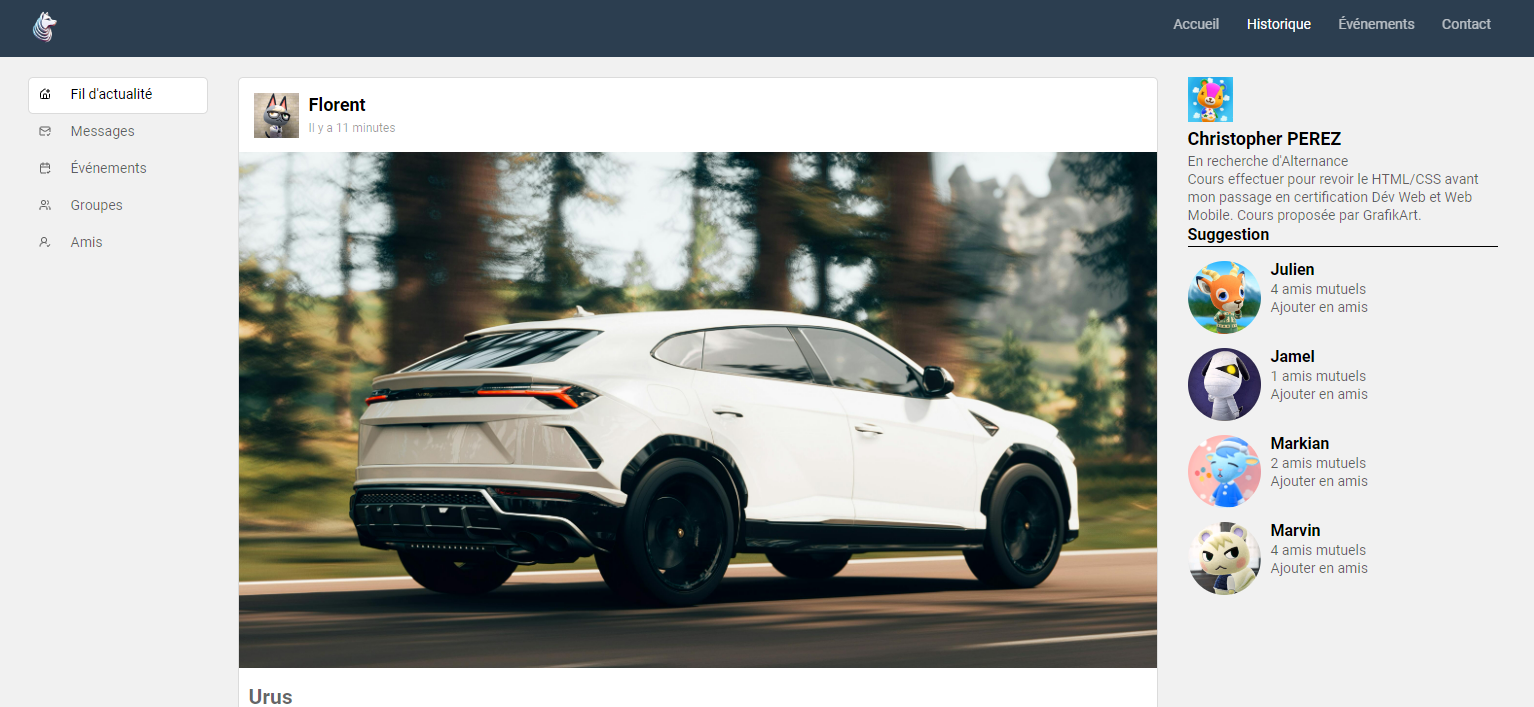 Accueil Historique Événements Contact
Fil d'actualité
Messages
Événements
Groupes
Amis
Florent
Il y a 11 minutes
Urus
Christopher PEREZ
En recherche d'Alternance
Cours effectuer pour revoir le HTML/CSS avant
mon passage en certification Dév Web et Web
Mobile. Cours proposée par GrafikArt.
Suggestion
Julien
4 amis mutuels
Ajouter en amis
Jamel
1 amis mutuels
Ajouter en amis
Markian
2 amis mutuels
Ajouter en amis
Marvin
4 amis mutuels
Ajouter en amis